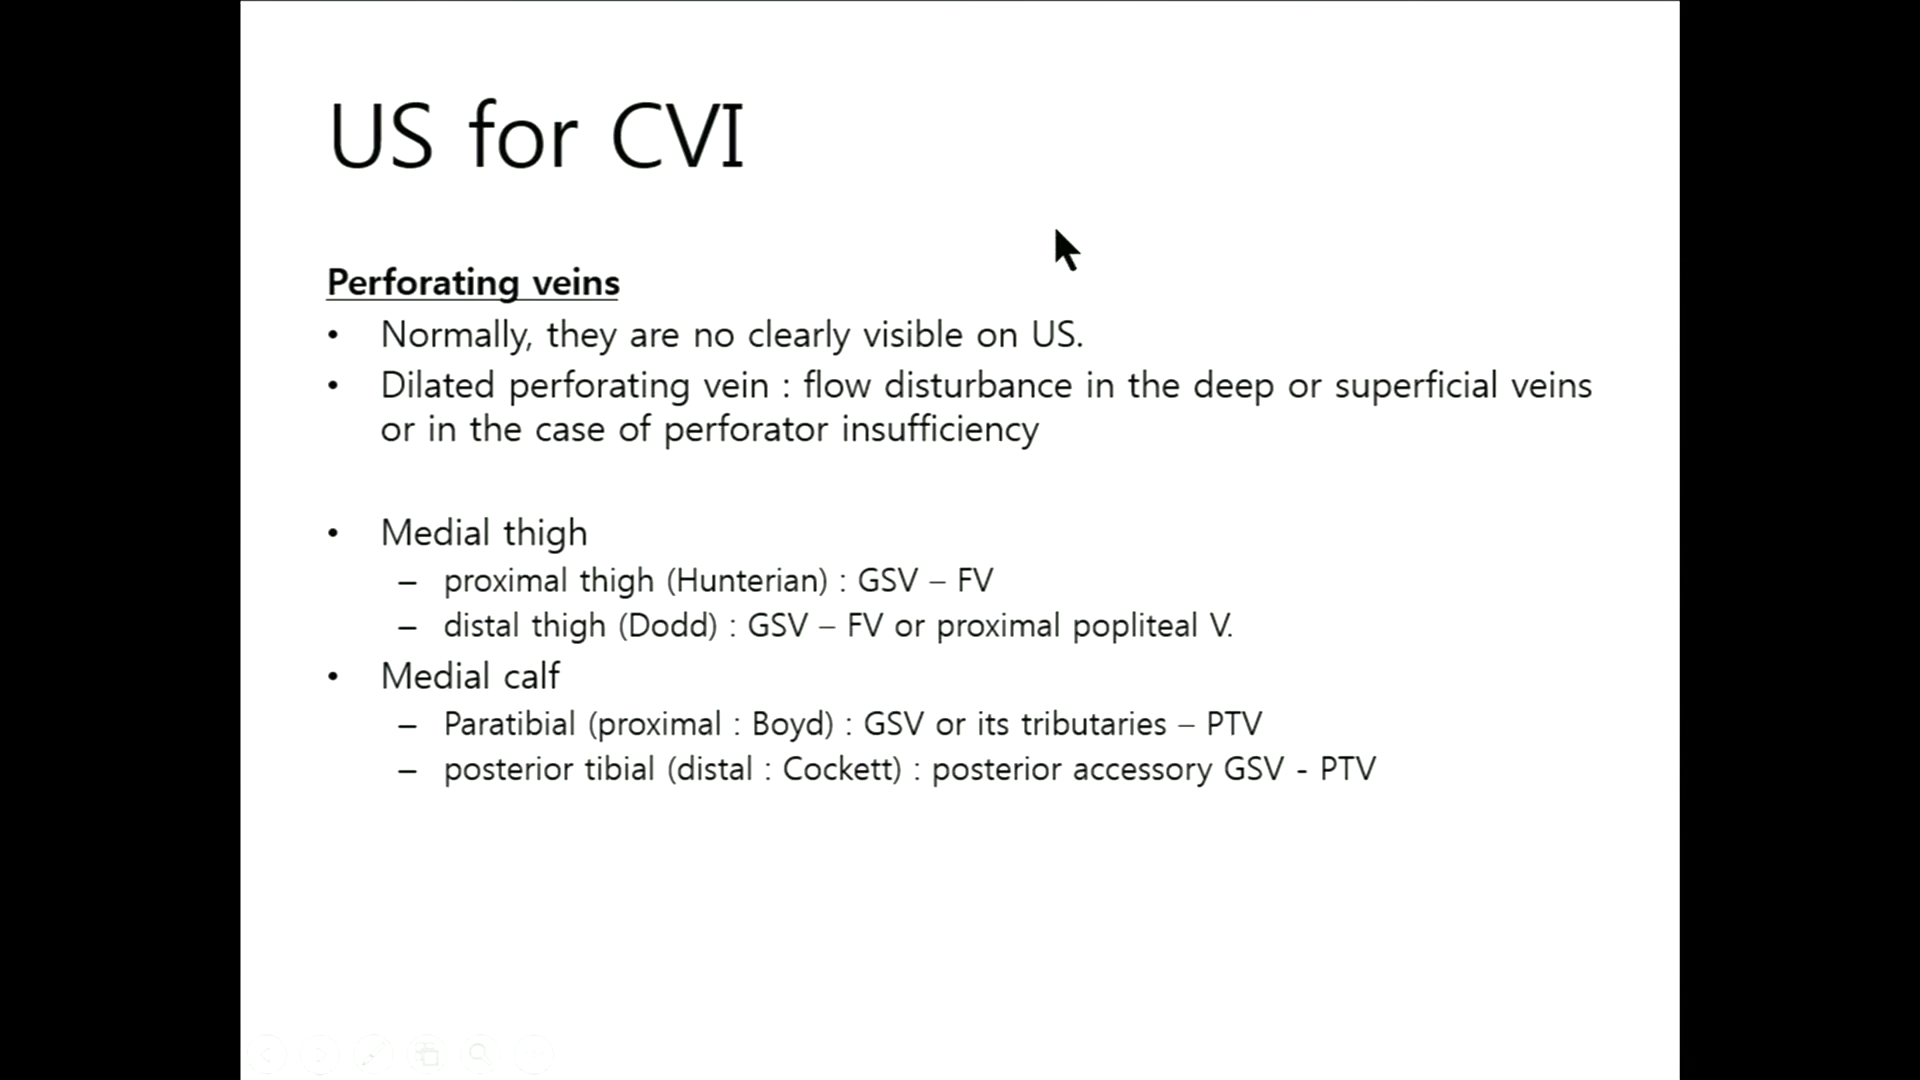 US for CVI
Perforating veins
• Normally, they are no clearly visible on US.
• Dilated perforating vein : flow disturbance in the deep or superficial veins
or in the case of perforator insufficiency
• Medial thigh
– proximal thigh (Hunterian) : GSV – FV
– distal thigh (Dodd) : GSV – FV or proximal popliteal V.
• Medial calf
– Paratibial (proximal : Boyd) : GSV or its tributaries – PTV
– posterior tibial (distal : Cockett) : posterior accessory GSV - PTV